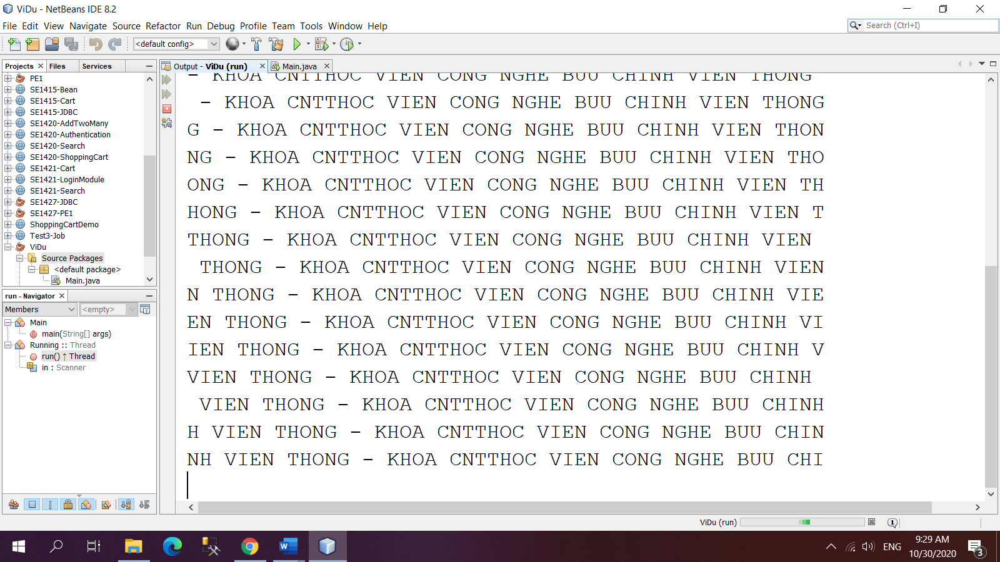 ViDu - NetBeans IDE 8.2
File Edit View Navigate Source Refactor Run Debug Profile Team Tools Window Help
Search (Ctrl+I)
<default config>
Projects Files Services
Output - ViDu (run) Main.java
PE1
SE1415-Bean
SE1415-Cart
SE1415-JDBC
SE1420-AddTwoMany
SE1420-Authentication
SE1420-Search
SE1420-ShoppingCart
SE1421-Cart
SE1421-LoginModule
SE1421-Search
SE1427-JDBC
SE1427-PE1
ShoppingCartDemo
Test3-Job
ViDu
Source Packages
<default package>
Main.java
run - Navigator
Members <empty>
Main
main(String[] args)
Running :: Thread
run() ↑ Thread
in : Scanner
- KHOA CNTTHOC VIEN CONG NGHE BUU CHINH VIEN THONG
 - KHOA CNTTHOC VIEN CONG NGHE BUU CHINH VIEN THONG
G - KHOA CNTTHOC VIEN CONG NGHE BUU CHINH VIEN THON
NG - KHOA CNTTHOC VIEN CONG NGHE BUU CHINH VIEN THO
ONG - KHOA CNTTHOC VIEN CONG NGHE BUU CHINH VIEN TH
HONG - KHOA CNTTHOC VIEN CONG NGHE BUU CHINH VIEN T
THONG - KHOA CNTTHOC VIEN CONG NGHE BUU CHINH VIEN
 THONG - KHOA CNTTHOC VIEN CONG NGHE BUU CHINH VIEN
N THONG - KHOA CNTTHOC VIEN CONG NGHE BUU CHINH VIE
EN THONG - KHOA CNTTHOC VIEN CONG NGHE BUU CHINH VI
IEN THONG - KHOA CNTTHOC VIEN CONG NGHE BUU CHINH V
VIEN THONG - KHOA CNTTHOC VIEN CONG NGHE BUU CHINH
 VIEN THONG - KHOA CNTTHOC VIEN CONG NGHE BUU CHINH
H VIEN THONG - KHOA CNTTHOC VIEN CONG NGHE BUU CHIN
NH VIEN THONG - KHOA CNTTHOC VIEN CONG NGHE BUU CHI
ViDu (run) 1
ENG
9:29 AM
10/30/2020
3